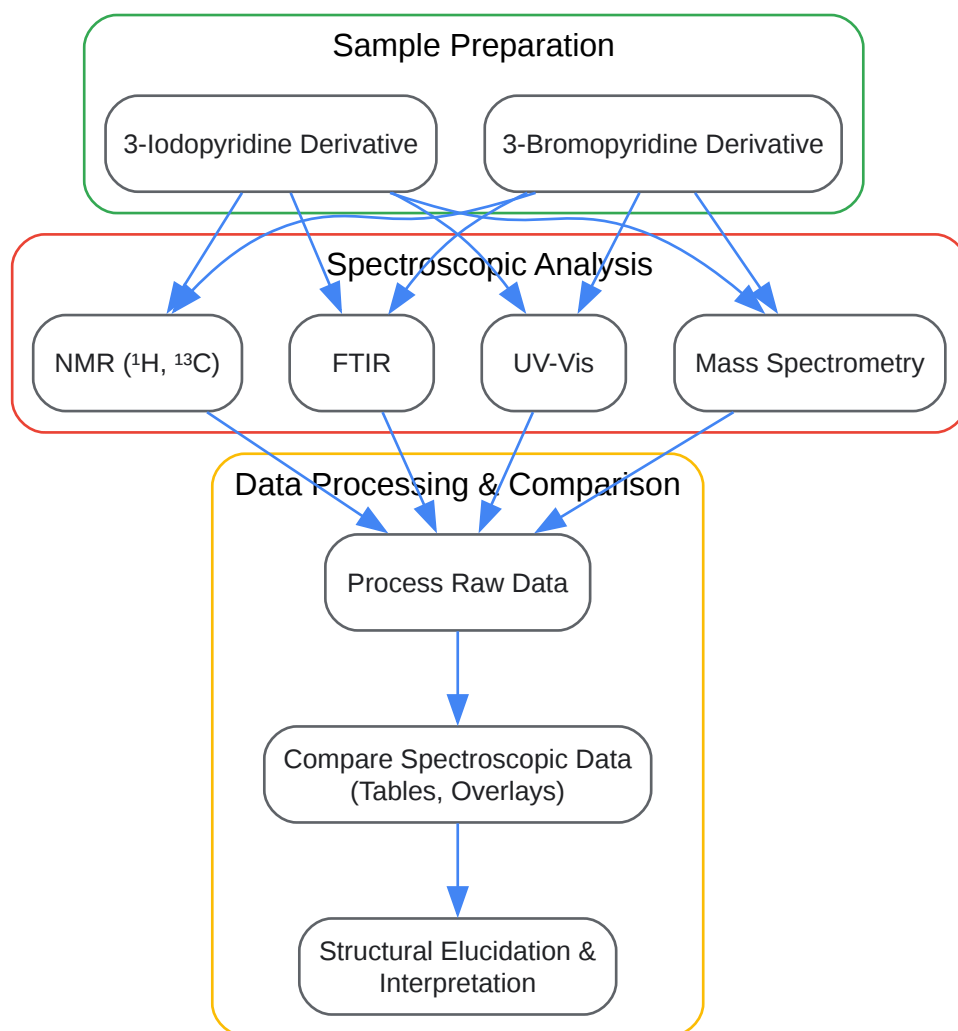 Sample Preparation
3-Iodopyridine Derivative
3-Bromopyridine Derivative
Spectroscopic Analysis
NMR (¹H, ¹³C)
FTIR
UV-Vis
Mass Spectrometry
Data Processing & Comparison
Process Raw Data
Compare Spectroscopic Data
(Tables, Overlays)
Structural Elucidation &
Interpretation